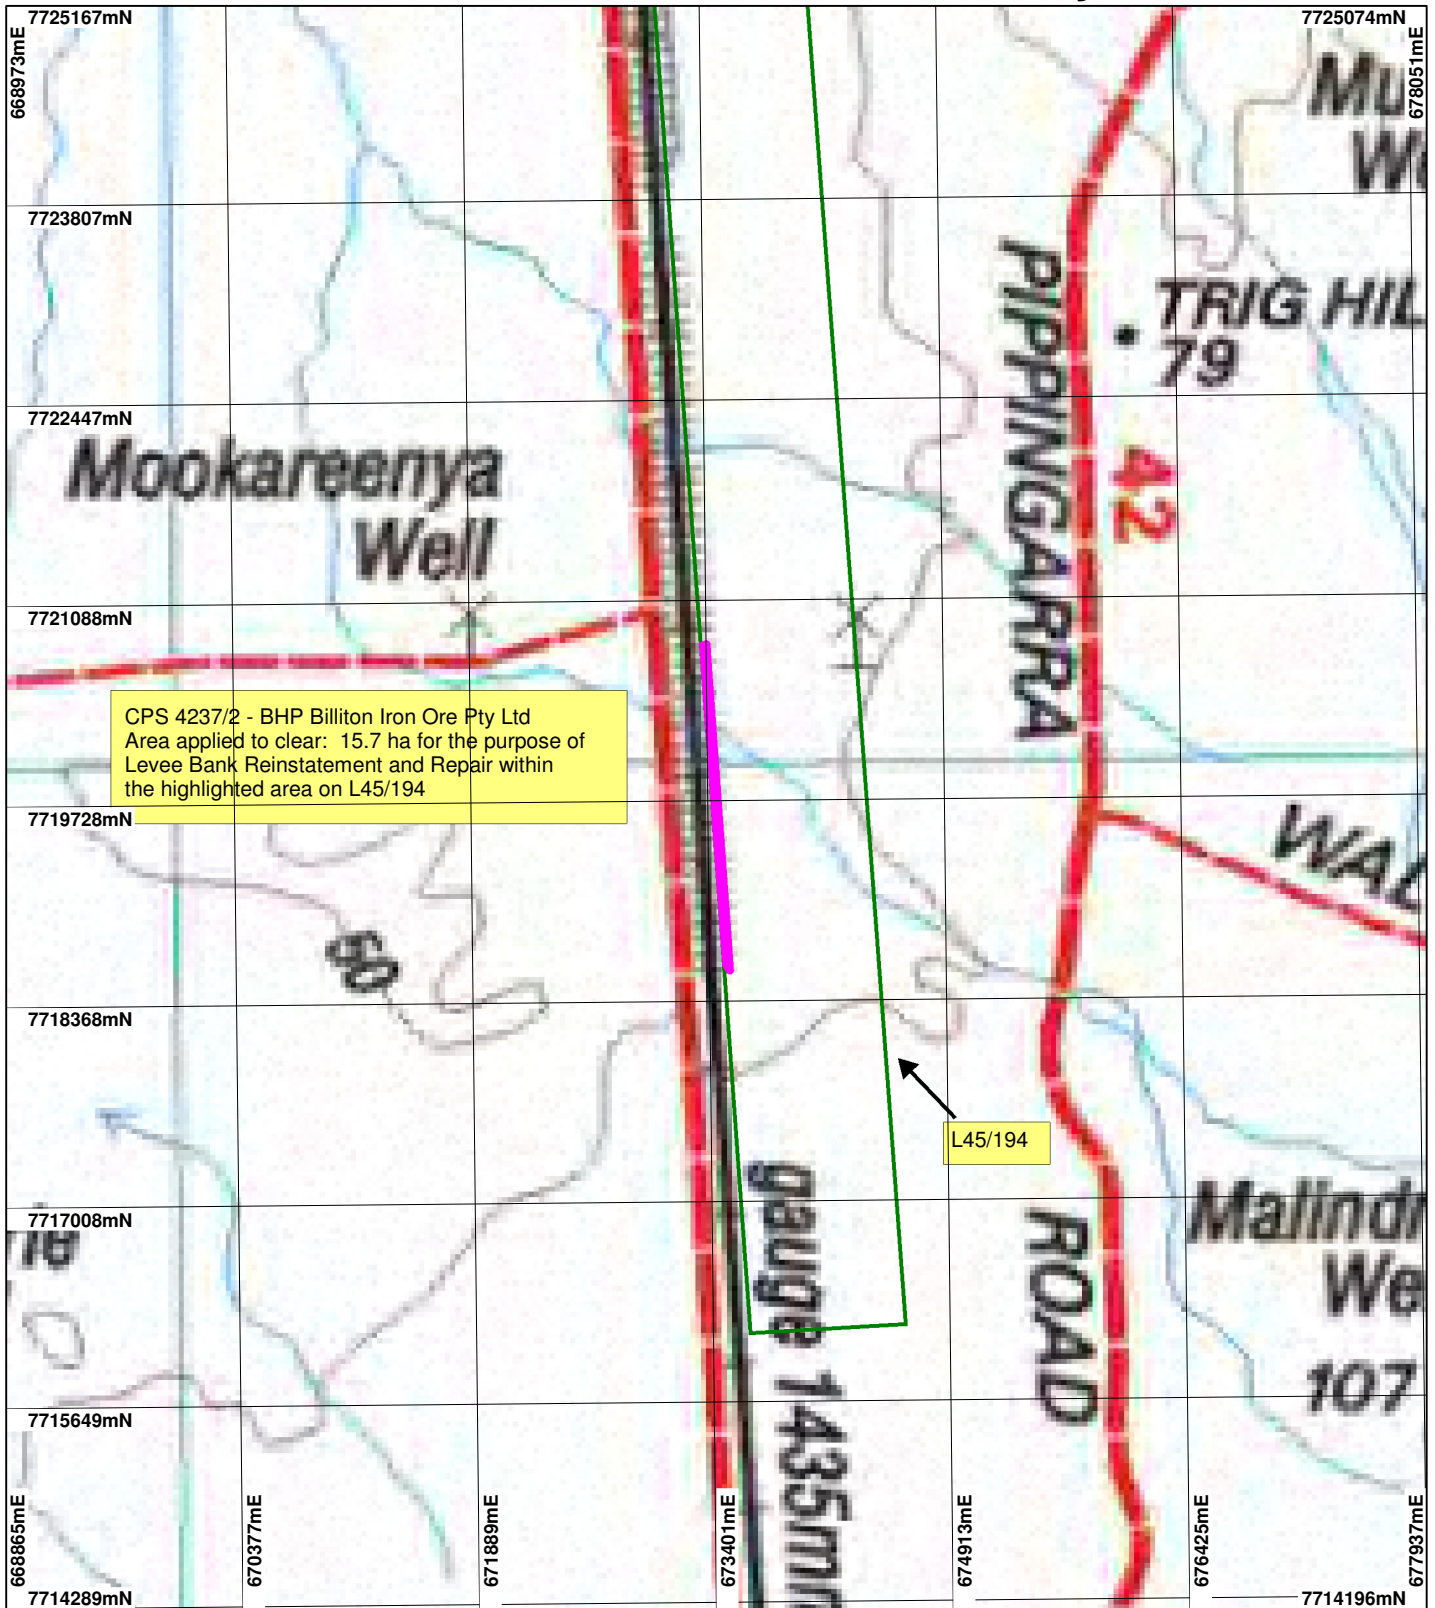 7725167mN
7725074mN
668973mE
678051mE
7723807mN
TRIG HIL
79
7722447mN
Mookareenya
Well
PIPPINGARRA
42
7721088mN
CPS 4237/2 - BHP Billiton Iron Ore Pty Ltd
Area applied to clear: 15.7 ha for the purpose of
Levee Bank Reinstatement and Repair within
the highlighted area on L45/194
7719728mN
WAL
60
7718368mN
L45/194
7717008mN
Malind
We
ROAD
gauge 1435m
107
7715649mN
668865mE
670377mE
671889mE
673401mE
674913mE
676425mE
677937mE
7714289mN
7714196mN